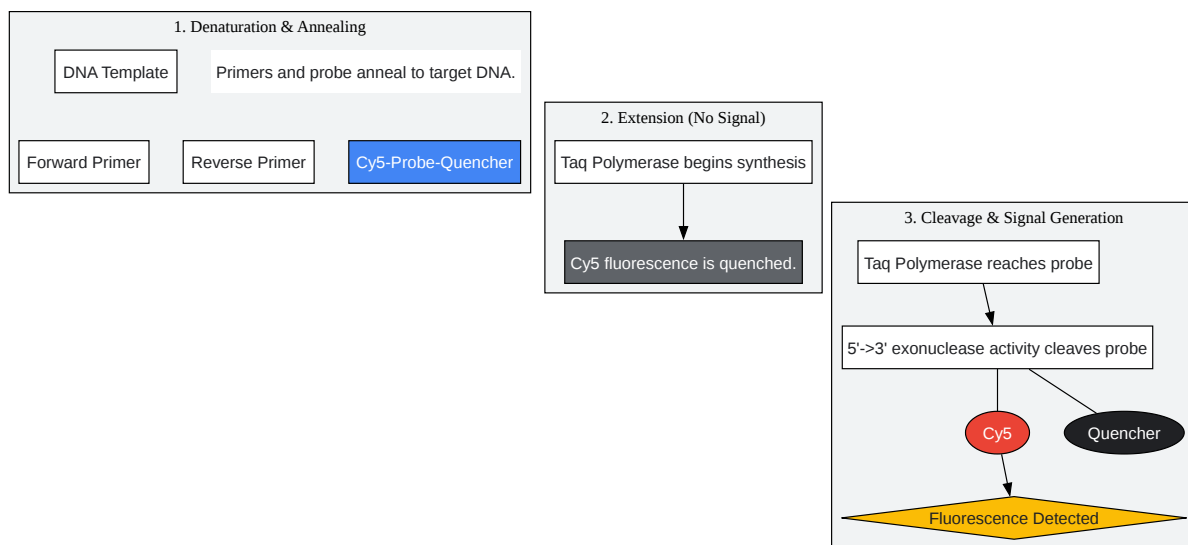 1. Denaturation & Annealing
DNA Template
Primers and probe anneal to target DNA.
Forward Primer
Reverse Primer
Cy5-Probe-Quencher
2. Extension (No Signal)
Taq Polymerase begins synthesis
Cy5 fluorescence is quenched.
3. Cleavage & Signal Generation
Taq Polymerase reaches probe
5'->3' exonuclease activity cleaves probe
Cy5
Quencher
Fluorescence Detected